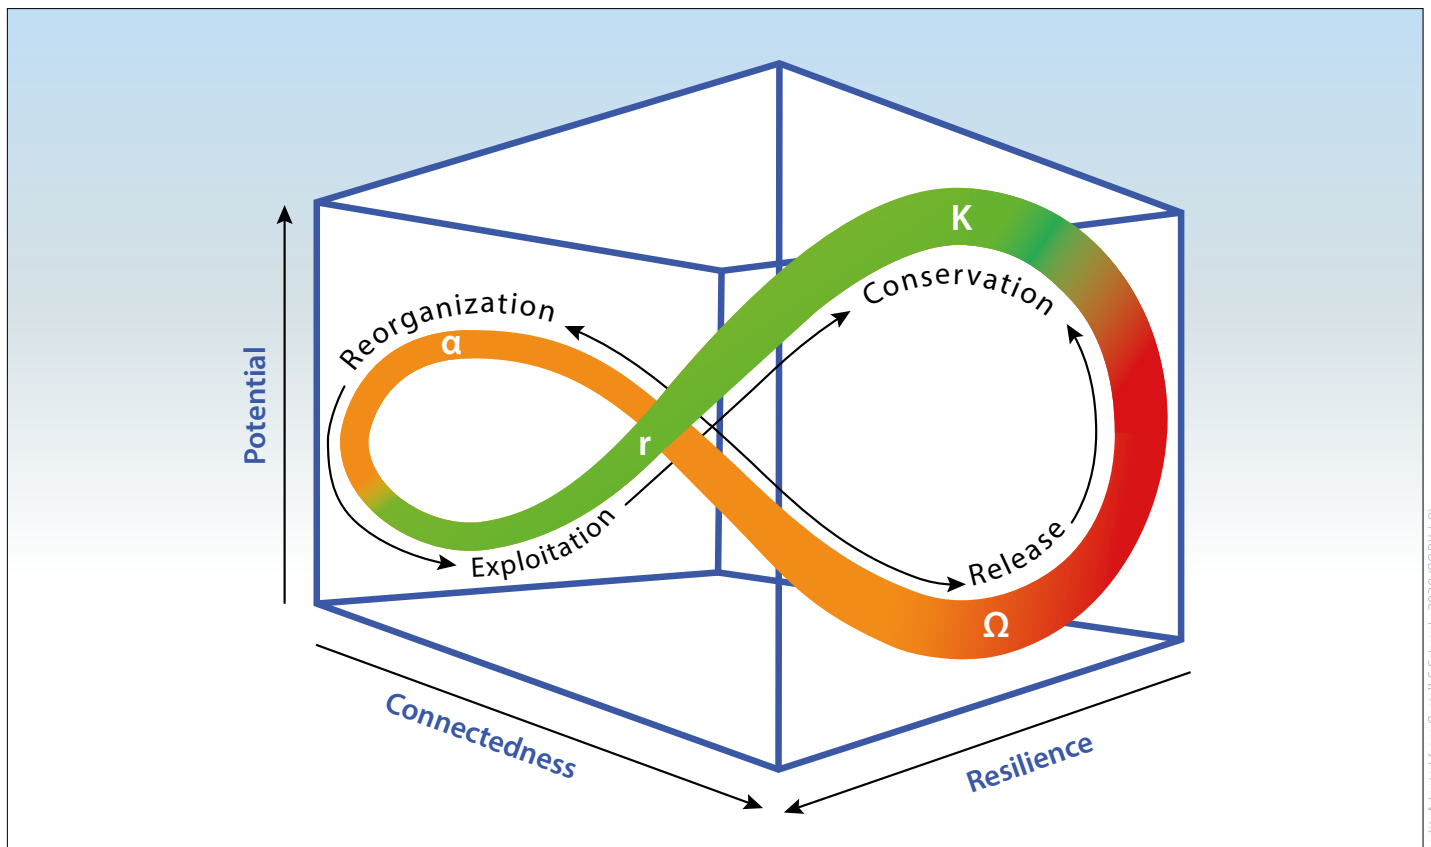 K
Conservation
Reorganization
α
Potential
r
Exploitation
Release
Ω
Connectedness
Resilience